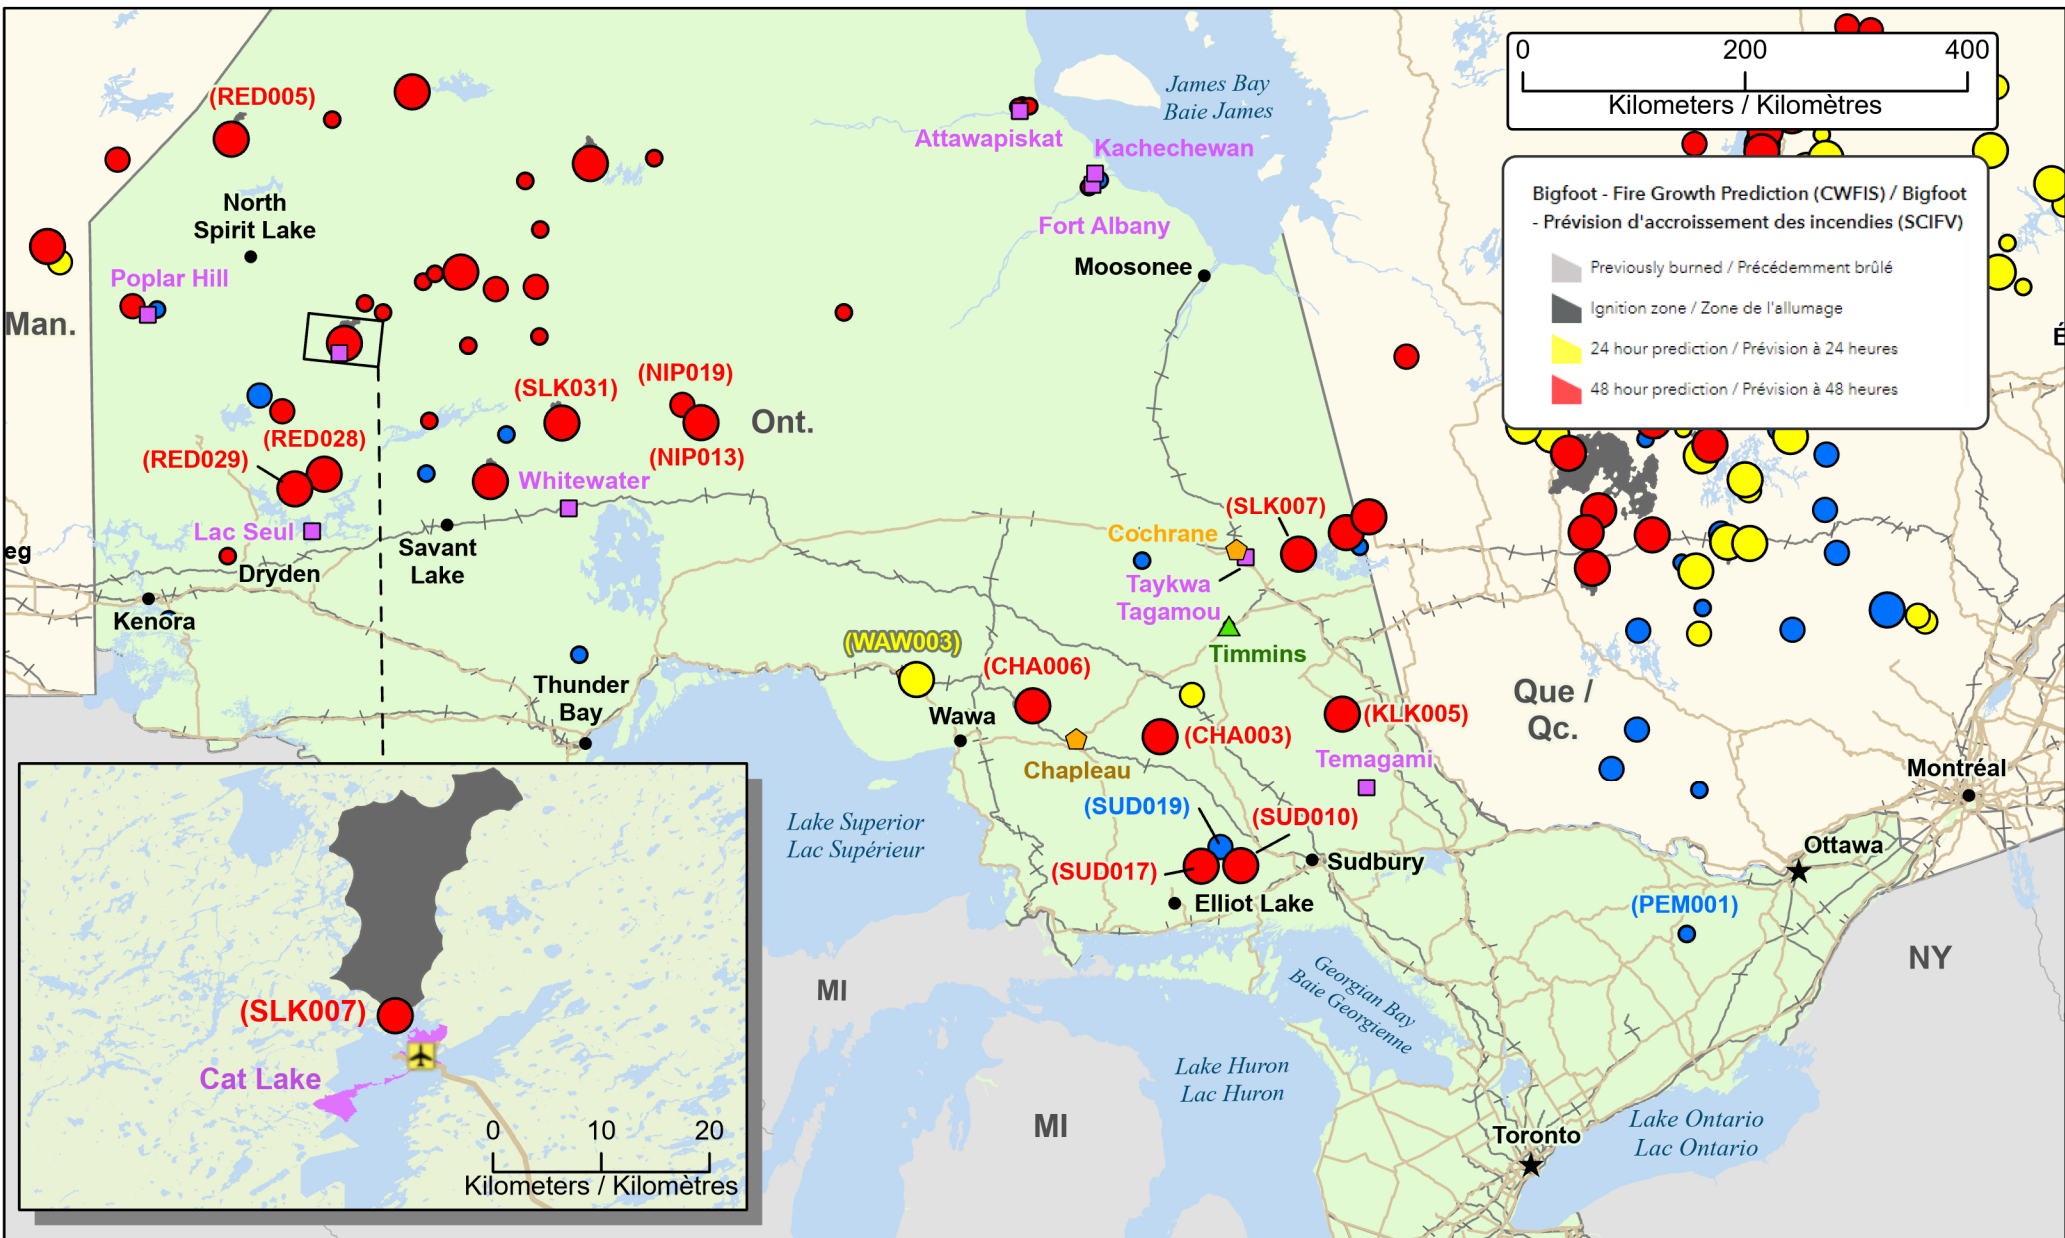 0 200 400
Kilometers / Kilomètres
James Bay
Baie James
(RED005)
Attawapiskat
Kachechewan
Bigfoot - Fire Growth Prediction (CWFIS) / Bigfoot
- Prévision d'accroissement des incendies (SCIFV)
Previously burned / Précédemment brûlé
Ignition zone / Zone de l'allumage
24 hour prediction / Prévision à 24 heures
48 hour prediction / Prévision à 48 heures
North
Spirit Lake
Fort Albany
Moosonee
Poplar Hill
Man.
É
(SLK031)
(NIP019)
Ont.
(RED028)
(RED029)
(NIP013)
Whitewater
(SLK007)
Lac Seul
Cochrane
eg
Savant
Lake
Dryden
Taykwa
Tagamou
Kenora
(WAW003)
Timmins
(CHA006)
Thunder
Bay
Que /
Qc.
Wawa
(KLK005)
(CHA003)
Temagami
Chapleau
Montréal
(SUD019)
(SUD010)
Lake Superior
Lac Supérieur
Ottawa
Sudbury
(SUD017)
Elliot Lake
(PEM001)
NY
MI
Georgian Bay
Baie Georgienne
(SLK007)
Cat Lake
Lake Huron
Lac Huron
MI
Lake Ontario
Lac Ontario
Toronto
0 10 20
Kilometers / Kilomètres